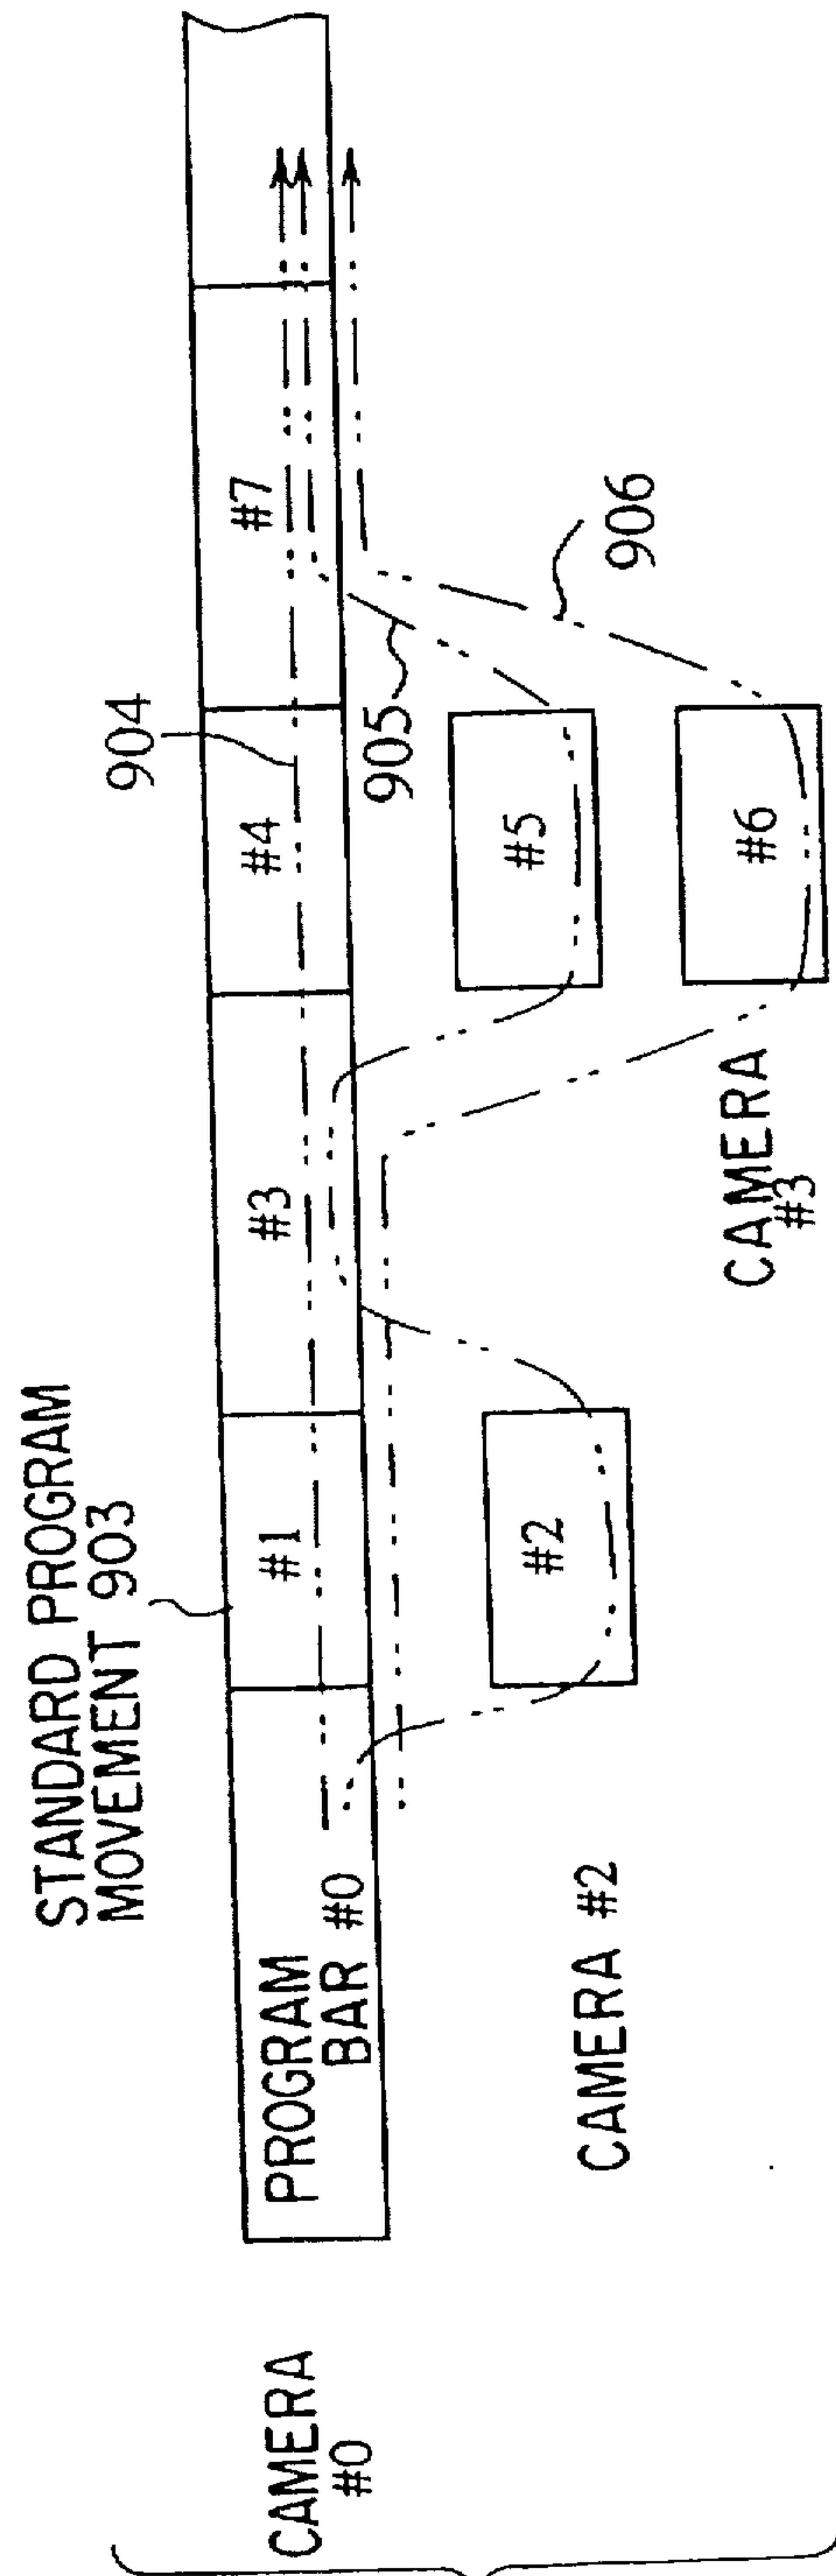 STANDARD PROGRAM
MOVEMENT 903
904
CAMERA
#0
PROGRAM
BAR #0
#1
#3
#4
#7
905
906
#2
#5
#6
CAMERA #2
CAMERA
#3